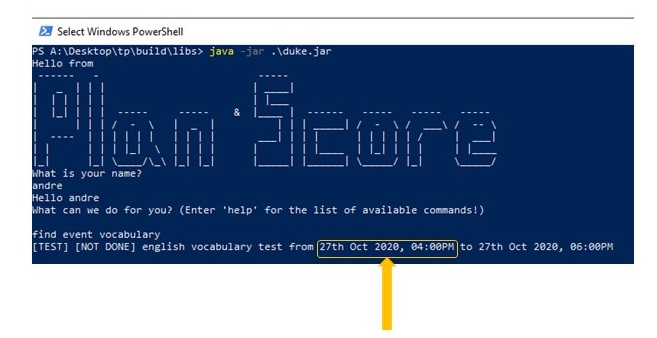 Select Windows PowerShell
PS A:\Desktop\tp\build\libs> java -jar .\duke.jar
Hello from
Plan & Score
What is your name?
andre
Hello andre
What can we do for you? (Enter 'help' for the list of available commands!)
find event vocabulary
[TEST] [NOT DONE] english vocabulary test from 27th Oct 2020, 04:00PM to 27th Oct 2020, 06:00PM